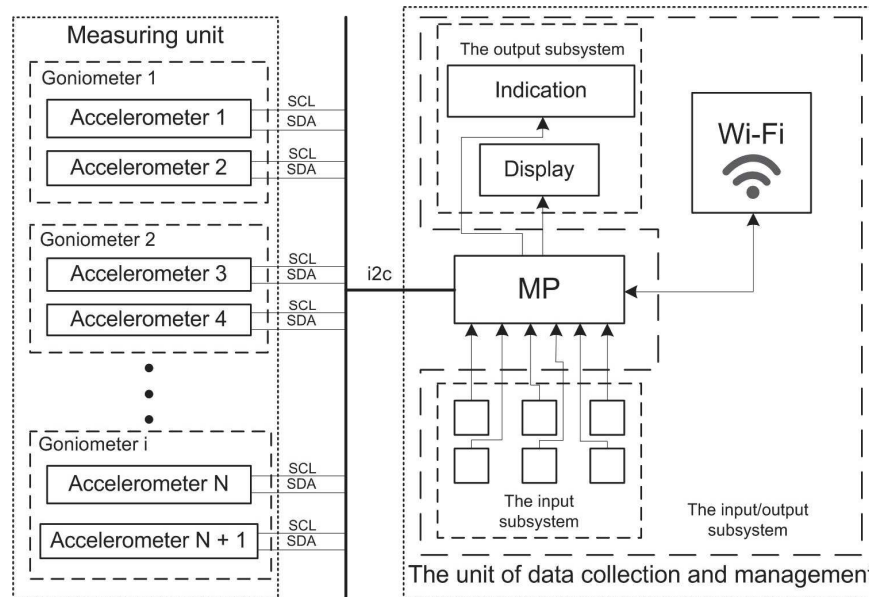 Measuring unit
Goniometer 1
Accelerometer 1
SCL
SDA
Accelerometer 2
SCL
SDA
Goniometer 2
Accelerometer 3
SCL
SDA
Accelerometer 4
SCL
SDA
Goniometer i
Accelerometer N
SCL
SDA
Accelerometer N + 1
SCL
SDA
i2c
The output subsystem
Indication
Display
Wi-Fi
MP
The input
subsystem
The input/output
subsystem
The unit of data collection and management